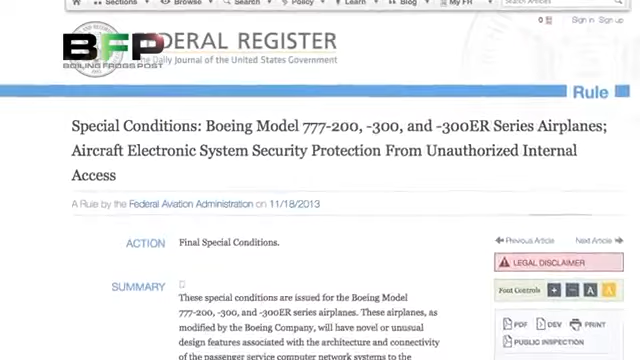 Sections Browse Search Policy Learn Blog My FR Search Articles
0 Sign in Sign up
BFP
BOILING FROGS POST
FEDERAL REGISTER
The Daily Journal of the United States Government
Rule
Special Conditions: Boeing Model 777-200, -300, and -300ER Series Airplanes;
Aircraft Electronic System Security Protection From Unauthorized Internal
Access
A Rule by the Federal Aviation Administration on 11/18/2013
ACTION
Final Special Conditions.
Previous Article Next Article
LEGAL DISCLAIMER
SUMMARY
Font Controls + A A
These special conditions are issued for the Boeing Model
777-200, -300, and -300ER series airplanes. These airplanes, as
modified by the Boeing Company, will have novel or unusual
design features associated with the architecture and connectivity
of the passenger service computer network systems to the
PDF DEV PRINT
PUBLIC INSPECTION